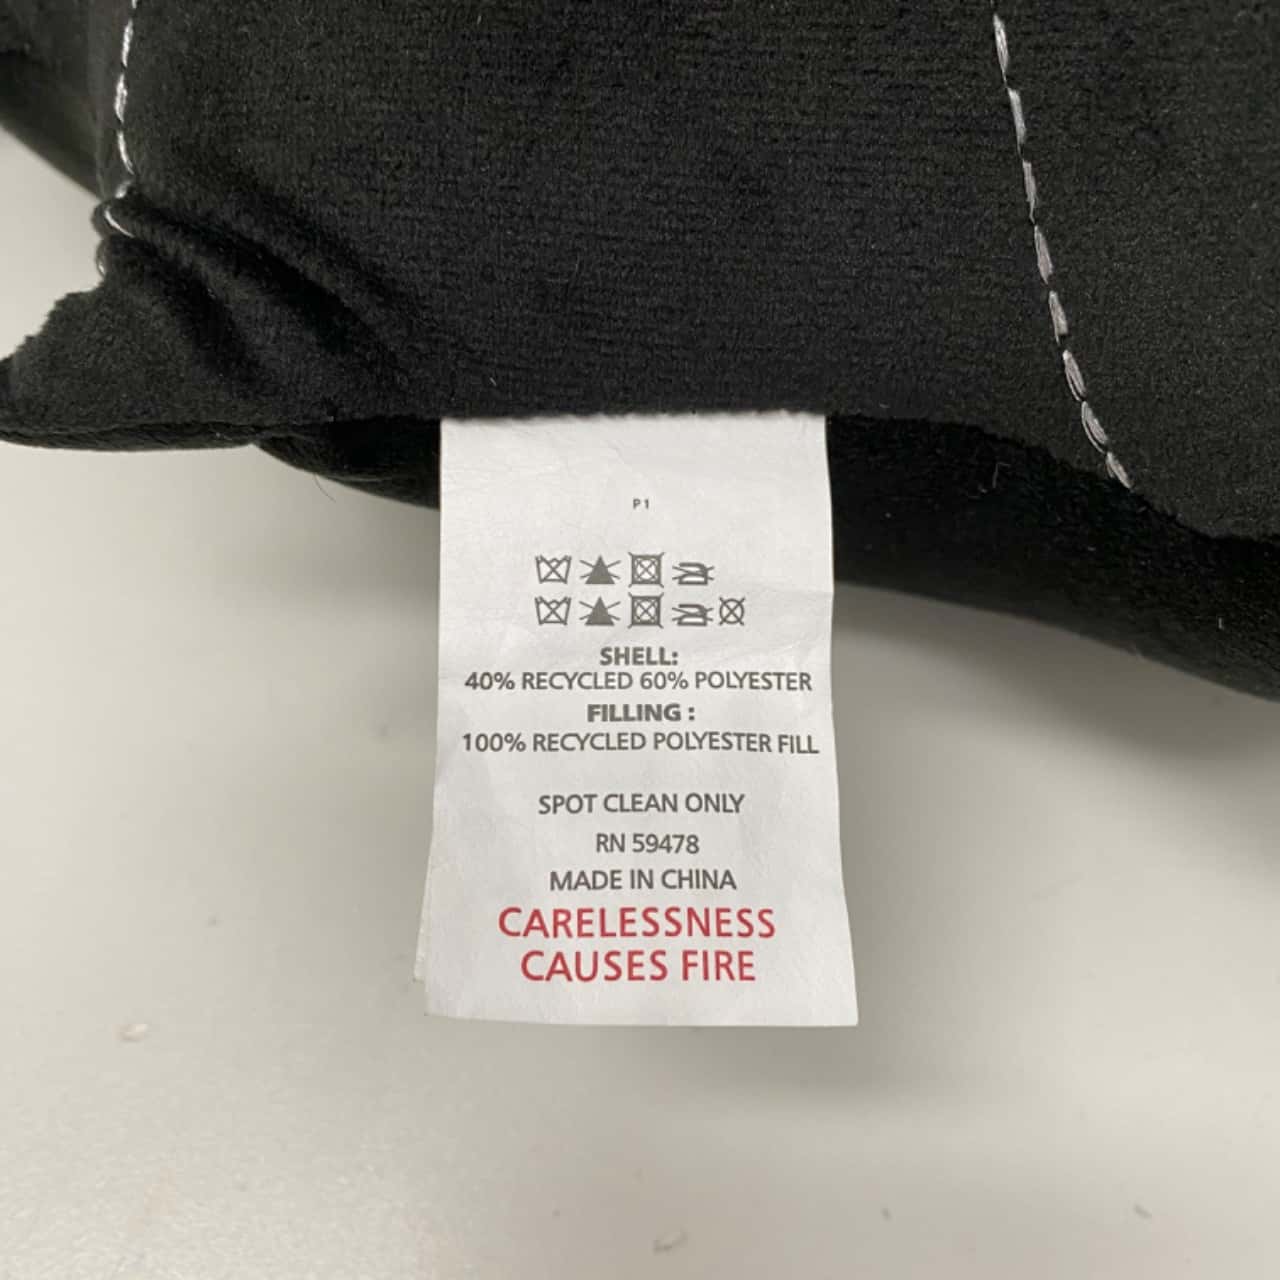 P1
SHELL:
40% RECYCLED 60% POLYESTER
FILLING :
100% RECYCLED POLYESTER FILL
SPOT CLEAN ONLY
RN 59478
MADE IN CHINA
CARELESSNESS
CAUSES FIRE